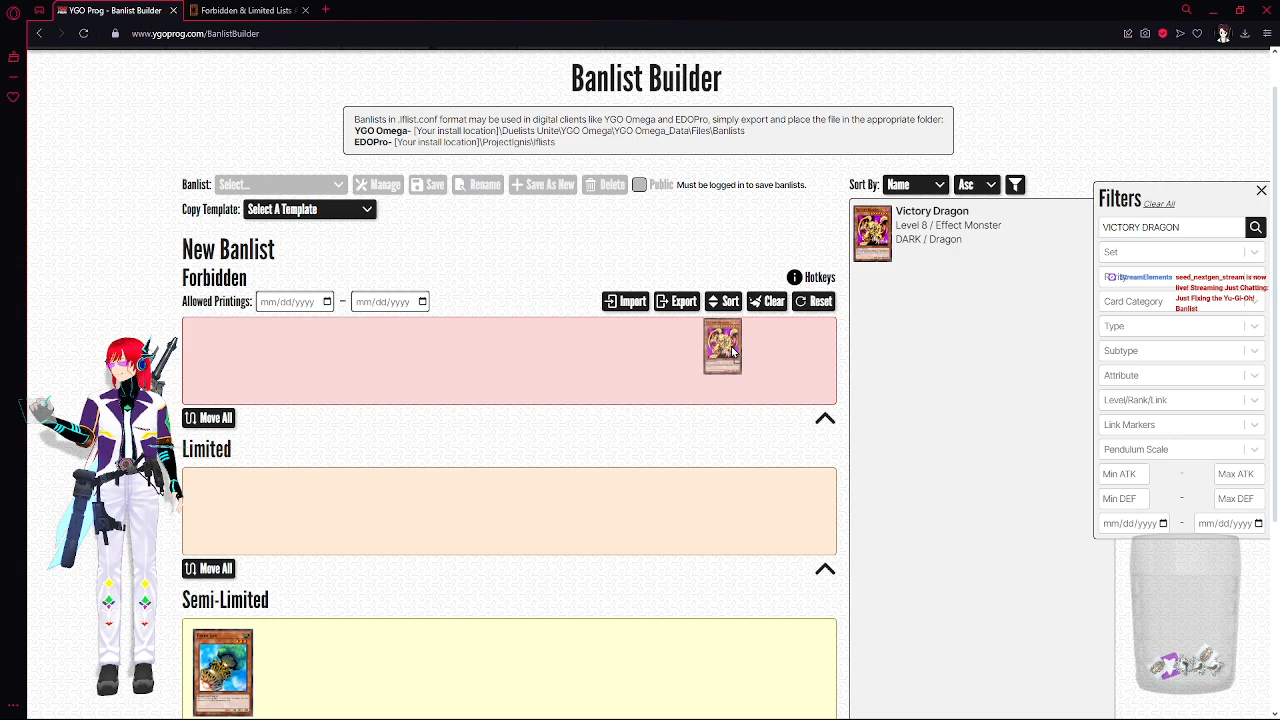 YGO Prog - Banlist Builder
Forbidden & Limited Lists
www.ygoprog.com/BanlistBuilder
Banlist Builder
Banlists in .lflist.conf format may be used in digital clients like YGO Omega and EDOPro, simply export and place the file in the appropriate folder:
YGO Omega- [Your install location]\Duelists Unite\YGO Omega\YGO Omega_Data\Files\Banlists
EDOPro- [Your install location]\ProjectIgnis\lflists
Banlist: Select... Manage Save Rename + Save As New Delete Public Must be logged in to save banlists.
Copy Template: Select A Template
New Banlist
Forbidden
Hotkeys
Allowed Printings: mm/dd/yyyy – mm/dd/yyyy
Import Export Sort Clear Reset
Move All
Limited
Move All
Semi-Limited
Sort By: Name Asc
Victory Dragon
Level 8 / Effect Monster
DARK / Dragon
Filters Clear All
VICTORY DRAGON
Set
StreamElements seed_nextgen_stream is now
live! Streaming Just Chatting:
Just Fixing the Yu-Gi-Oh!
Banlist
Card Category
Type
Subtype
Attribute
Level/Rank/Link
Link Markers
Pendulum Scale
Min ATK - Max ATK
Min DEF - Max DEF
mm/dd/yyyy - mm/dd/yyyy